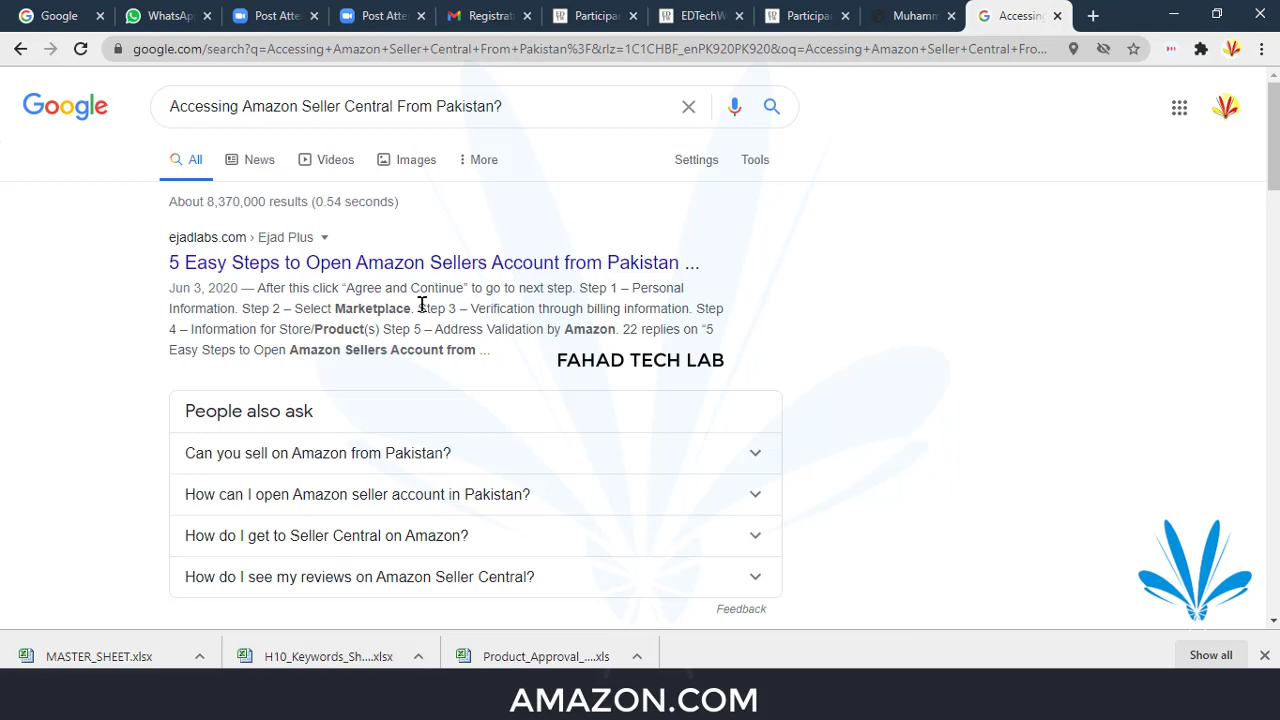 Google
WhatsApp
Post Atte
Post Atte
Registrati
Participar
EDTechW
Participar
Muhamm
Accessing
google.com/search?q=Accessing+Amazon+Seller+Central+From+Pakistan%3F&rlz=1C1CHBF_enPK920PK920&oq=Accessing+Amazon+Seller+Central+Fro...
Google
Accessing Amazon Seller Central From Pakistan?
All
News
Videos
Images
More
Settings
Tools
About 8,370,000 results (0.54 seconds)
ejadlabs.com › Ejad Plus
5 Easy Steps to Open Amazon Sellers Account from Pakistan ...
Jun 3, 2020 — After this click “Agree and Continue” to go to next step. Step 1 – Personal
Information. Step 2 – Select Marketplace. Step 3 – Verification through billing information. Step
4 – Information for Store/Product(s) Step 5 – Address Validation by Amazon. 22 replies on “5
Easy Steps to Open Amazon Sellers Account from ...
FAHAD TECH LAB
People also ask
Can you sell on Amazon from Pakistan?
How can I open Amazon seller account in Pakistan?
How do I get to Seller Central on Amazon?
How do I see my reviews on Amazon Seller Central?
Feedback
MASTER_SHEET.xlsx
H10_Keywords_Sh....xlsx
Product_Approval_....xls
Show all
AMAZON.COM